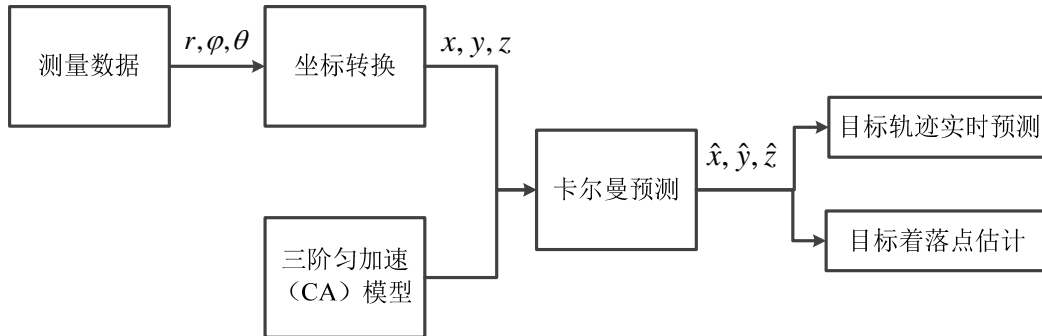 测量数据
r,φ,θ
坐标转换
x, y, z
三阶匀加速
（CA）模型
卡尔曼预测
x̂, ŷ, ẑ
目标轨迹实时预测
目标着落点估计